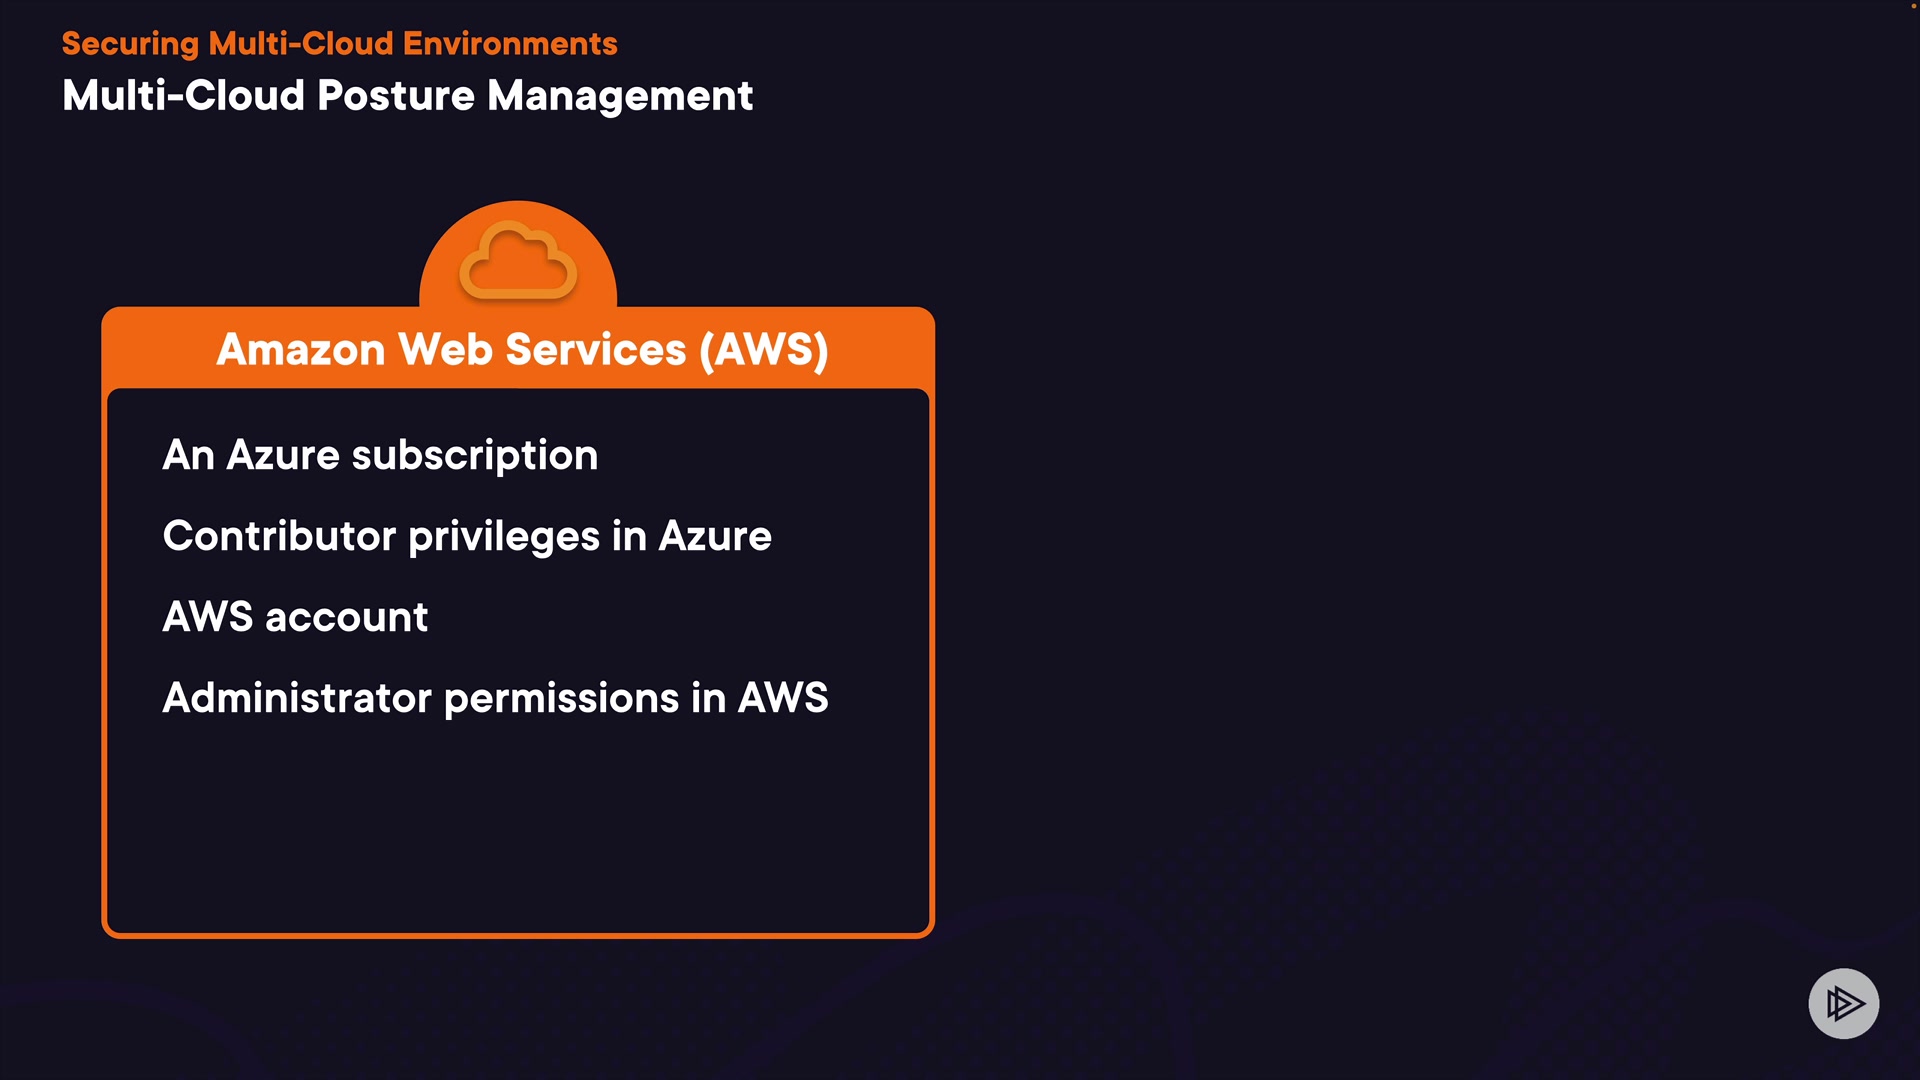 Securing Multi-Cloud Environments
Multi-Cloud Posture Management
Amazon Web Services (AWS)
An Azure subscription
Contributor privileges in Azure
AWS account
Administrator permissions in AWS